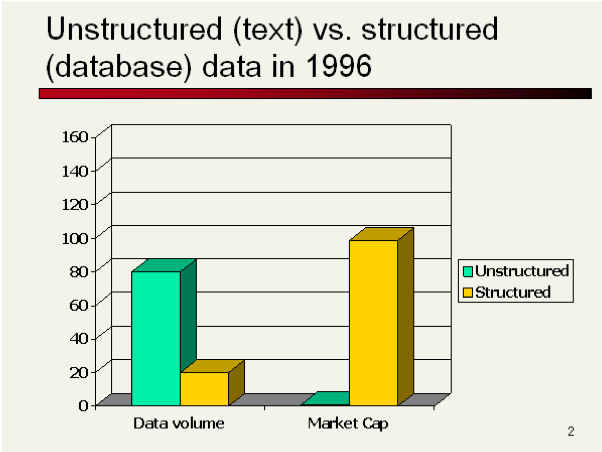 Unstructured (text) vs. structured
(database) data in 1996
160
140
120
100
80
60
40
20
0
Data volume
Market Cap
Unstructured
Structured
2